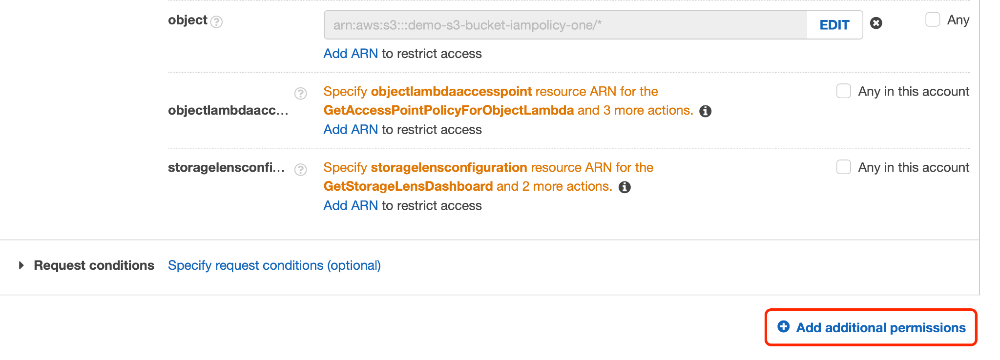 object ?
arn:aws:s3:::demo-s3-bucket-iampolicy-one/* EDIT Any
Add ARN to restrict access
objectlambdaacc... ?
Specify objectlambdaaccesspoint resource ARN for the Any in this account
GetAccessPointPolicyForObjectLambda and 3 more actions. i
Add ARN to restrict access
storagelensconfi... ?
Specify storagelensconfiguration resource ARN for the Any in this account
GetStorageLensDashboard and 2 more actions. i
Add ARN to restrict access
Request conditions Specify request conditions (optional)
Add additional permissions